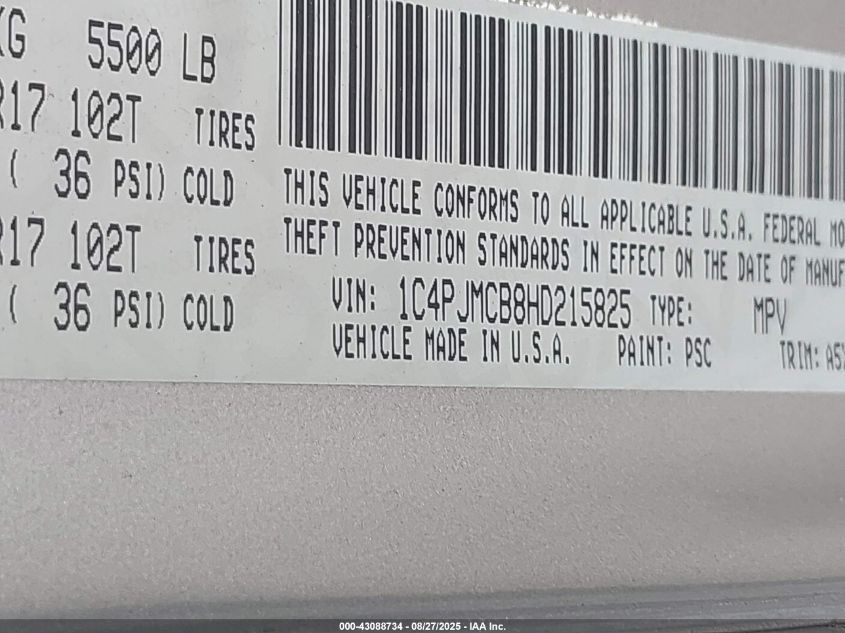 KG 5500 LB
R17 102T TIRES
( 36 PSI) COLD
R17 102T TIRES
( 36 PSI) COLD
THIS VEHICLE CONFORMS TO ALL APPLICABLE U.S.A. FEDERAL MO
THEFT PREVENTION STANDARDS IN EFFECT ON THE DATE OF MANUF
VIN: 1C4PJMCB8HD215825 TYPE: MPV
VEHICLE MADE IN U.S.A. PAINT: PSC TRIM: A5X
000-43088734 - 08/27/2025 - IAA Inc.